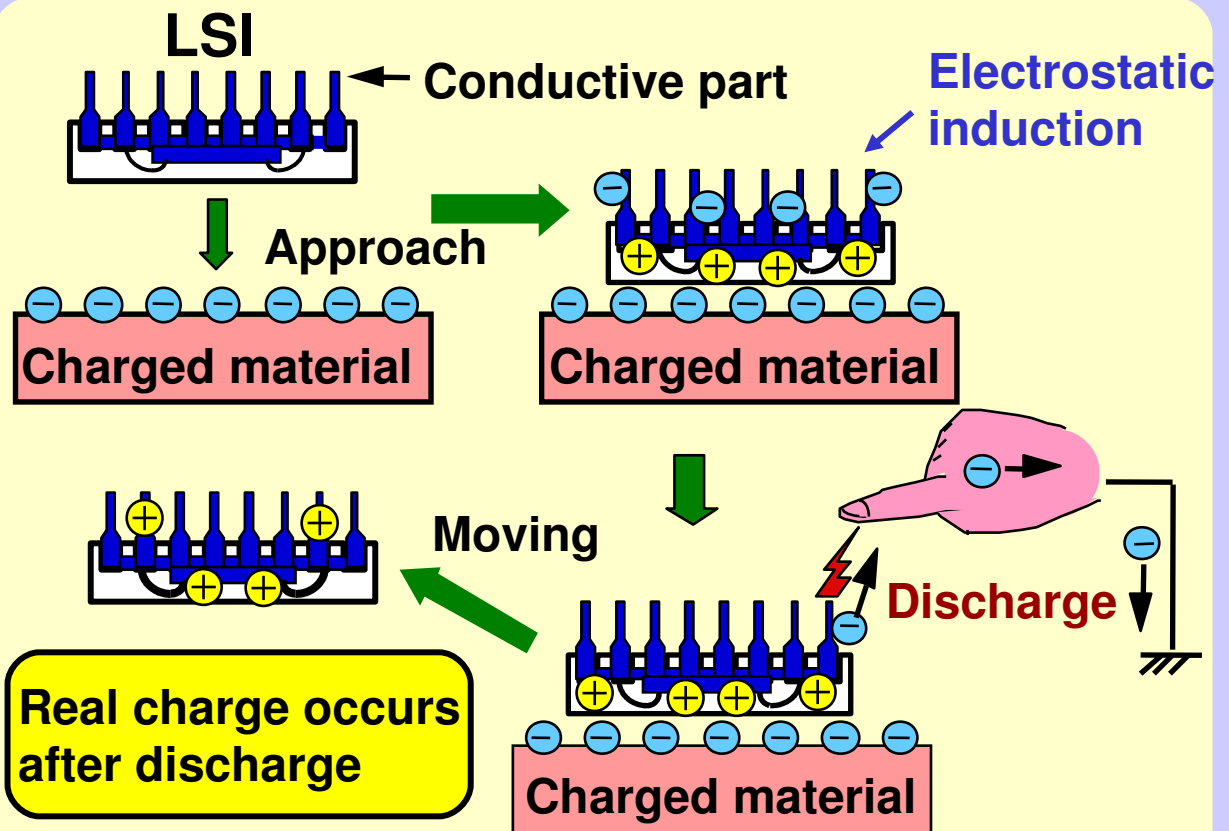 LSI
Conductive part
Electrostatic
induction
Approach
Charged material
Charged material
Moving
Discharge
Real charge occurs
after discharge
Charged material